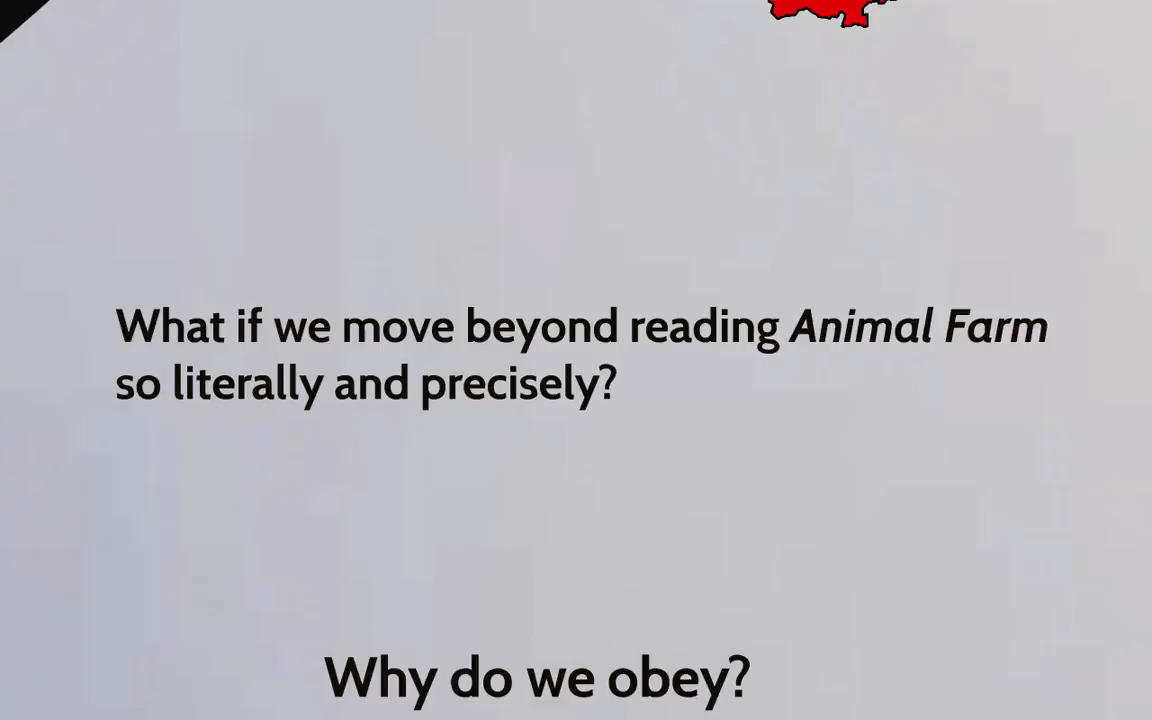 What if we move beyond reading Animal Farm
so literally and precisely?
Why do we obey?